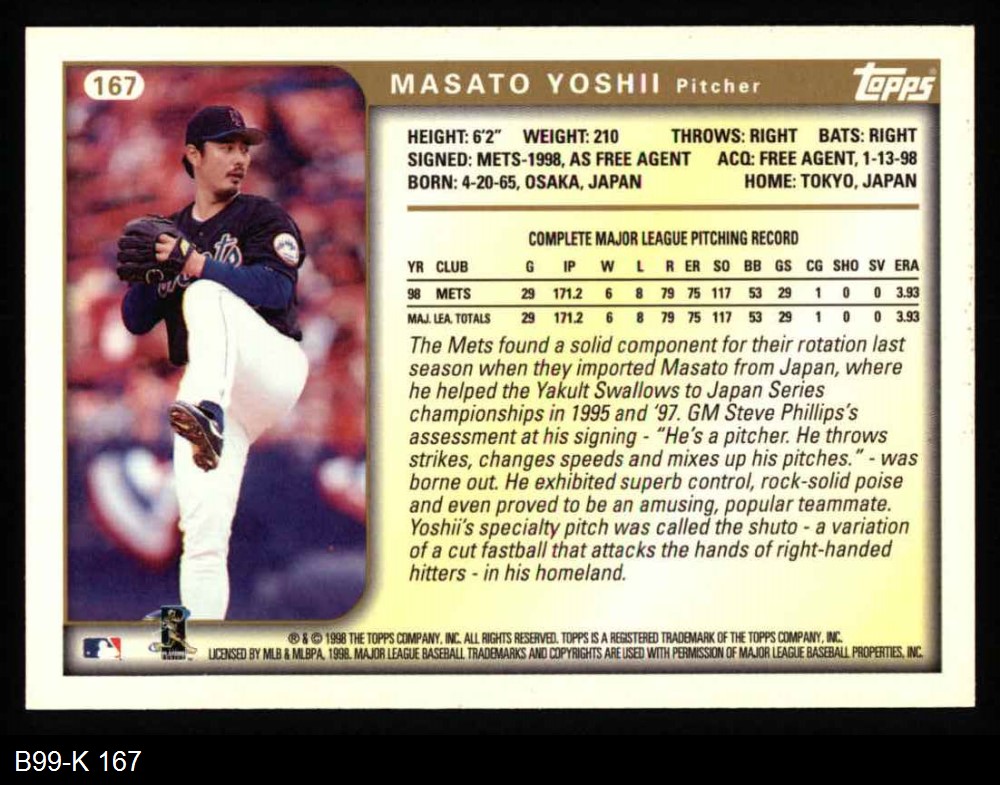 167
MASATO YOSHII Pitcher
Topps
HEIGHT: 6'2" WEIGHT: 210 THROWS: RIGHT BATS: RIGHT
SIGNED: METS-1998, AS FREE AGENT ACQ: FREE AGENT, 1-13-98
BORN: 4-20-65, OSAKA, JAPAN HOME: TOKYO, JAPAN
COMPLETE MAJOR LEAGUE PITCHING RECORD
YR CLUB G IP W L R ER SO BB GS CG SHO SV ERA
98 METS 29 171.2 6 8 79 75 117 53 29 1 0 0 3.93
MAJ. LEA. TOTALS 29 171.2 6 8 79 75 117 53 29 1 0 0 3.93
The Mets found a solid component for their rotation last
season when they imported Masato from Japan, where
he helped the Yakult Swallows to Japan Series
championships in 1995 and '97. GM Steve Phillips's
assessment at his signing - "He's a pitcher. He throws
strikes, changes speeds and mixes up his pitches." - was
borne out. He exhibited superb control, rock-solid poise
and even proved to be an amusing, popular teammate.
Yoshii's specialty pitch was called the shuto - a variation
of a cut fastball that attacks the hands of right-handed
hitters - in his homeland.
® & © 1998 THE TOPPS COMPANY, INC. ALL RIGHTS RESERVED. TOPPS IS A REGISTERED TRADEMARK OF THE TOPPS COMPANY, INC.
LICENSED BY MLB & MLBPA, 1998. MAJOR LEAGUE BASEBALL TRADEMARKS AND COPYRIGHTS ARE USED WITH PERMISSION OF MAJOR LEAGUE BASEBALL PROPERTIES, INC.
B99-K 167